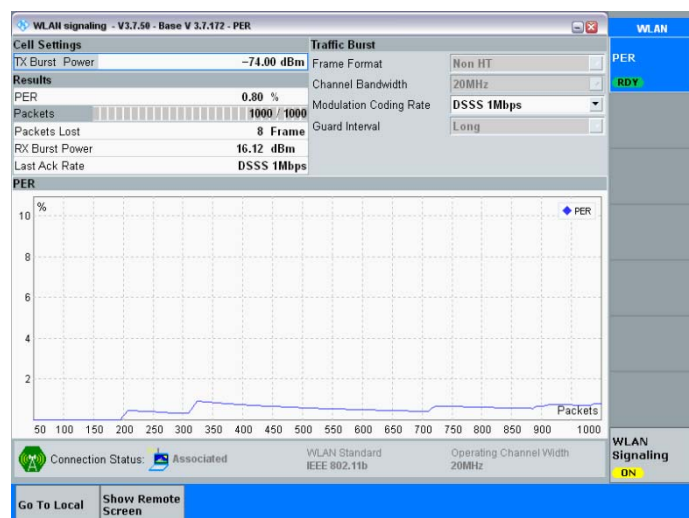 WLAN signaling - V3.7.50 - Base V 3.7.172 - PER
WLAN
Cell Settings
TX Burst Power -74.00 dBm
Results
PER 0.80 %
Packets 1000 / 1000
Packets Lost 8 Frame
RX Burst Power 16.12 dBm
Last Ack Rate DSSS 1Mbps
Traffic Burst
Frame Format Non HT
Channel Bandwidth 20MHz
Modulation Coding Rate DSSS 1Mbps
Guard Interval Long
PER
RDY
PER
%
PER
10
8
6
4
2
Packets
50 100 150 200 250 300 350 400 450 500 550 600 650 700 750 800 850 900 1000
Connection Status: Associated
WLAN Standard
IEEE 802.11b
Operating Channel Width
20MHz
WLAN
Signaling
ON
Go To Local
Show Remote
Screen